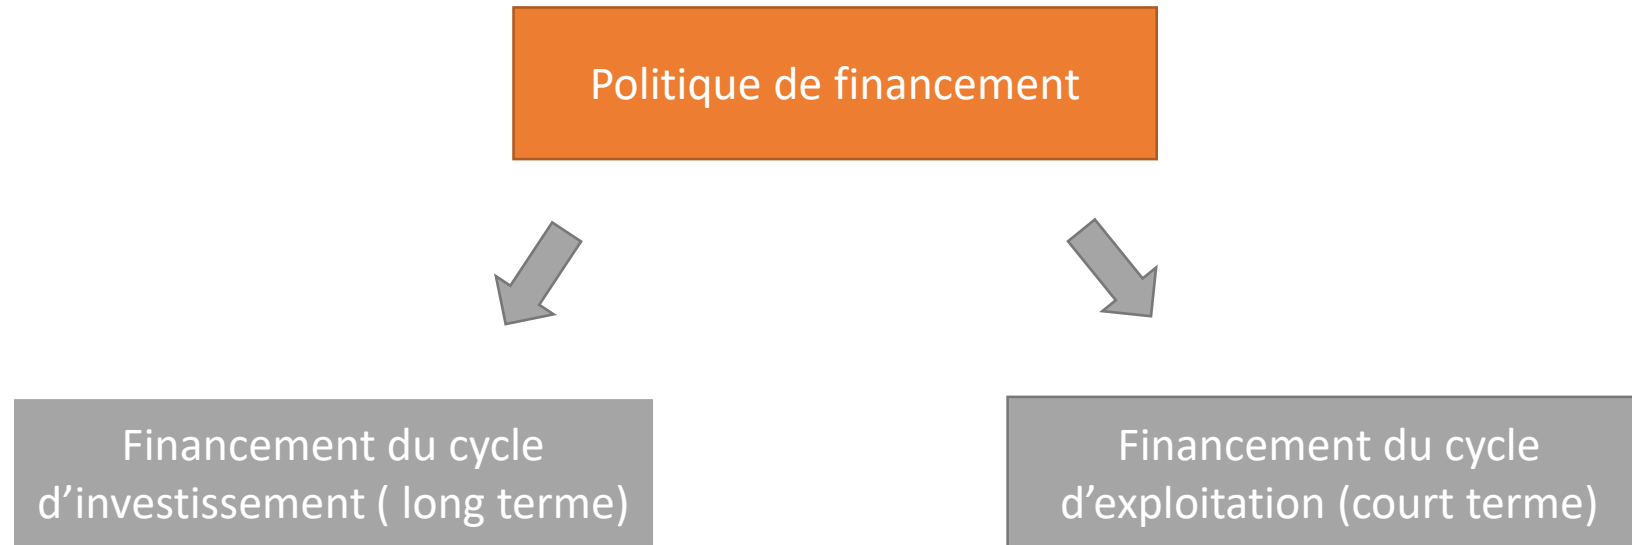 Politique de financement
Financement du cycle
d’investissement ( long terme)
Financement du cycle
d’exploitation (court terme)